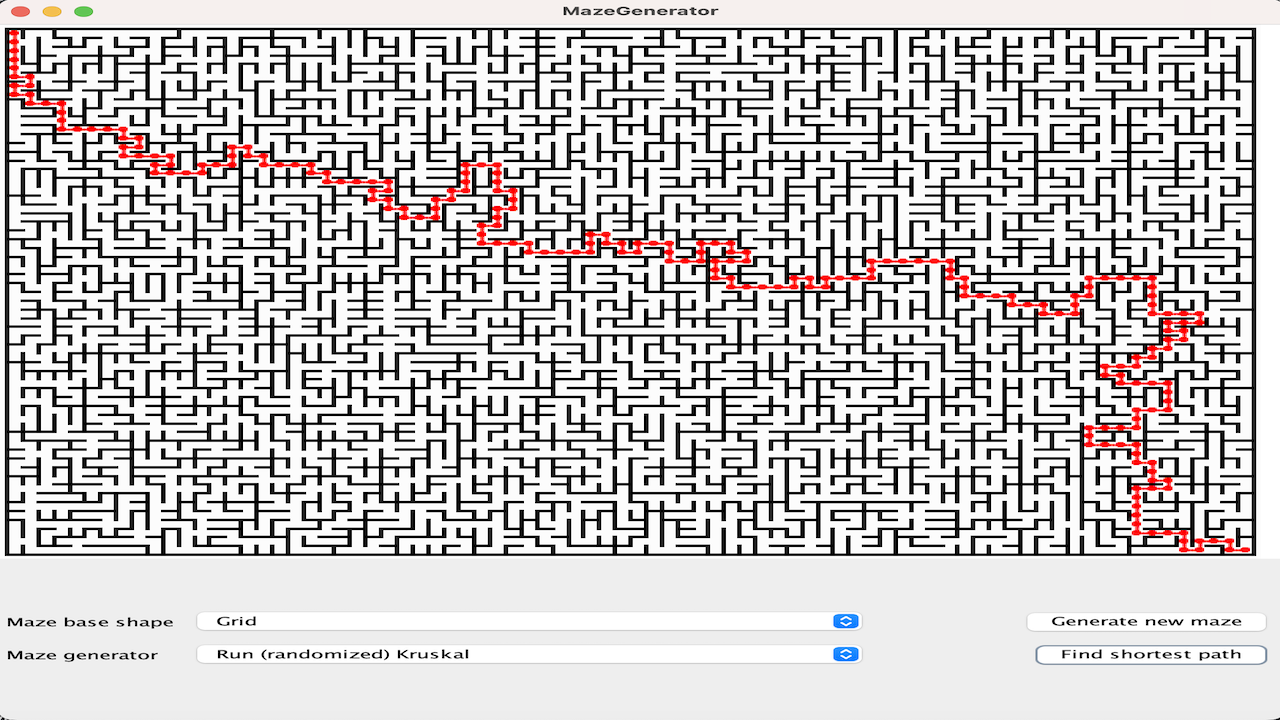 MazeGenerator
Maze base shape Grid Generate new maze
Maze generator Run (randomized) Kruskal Find shortest path